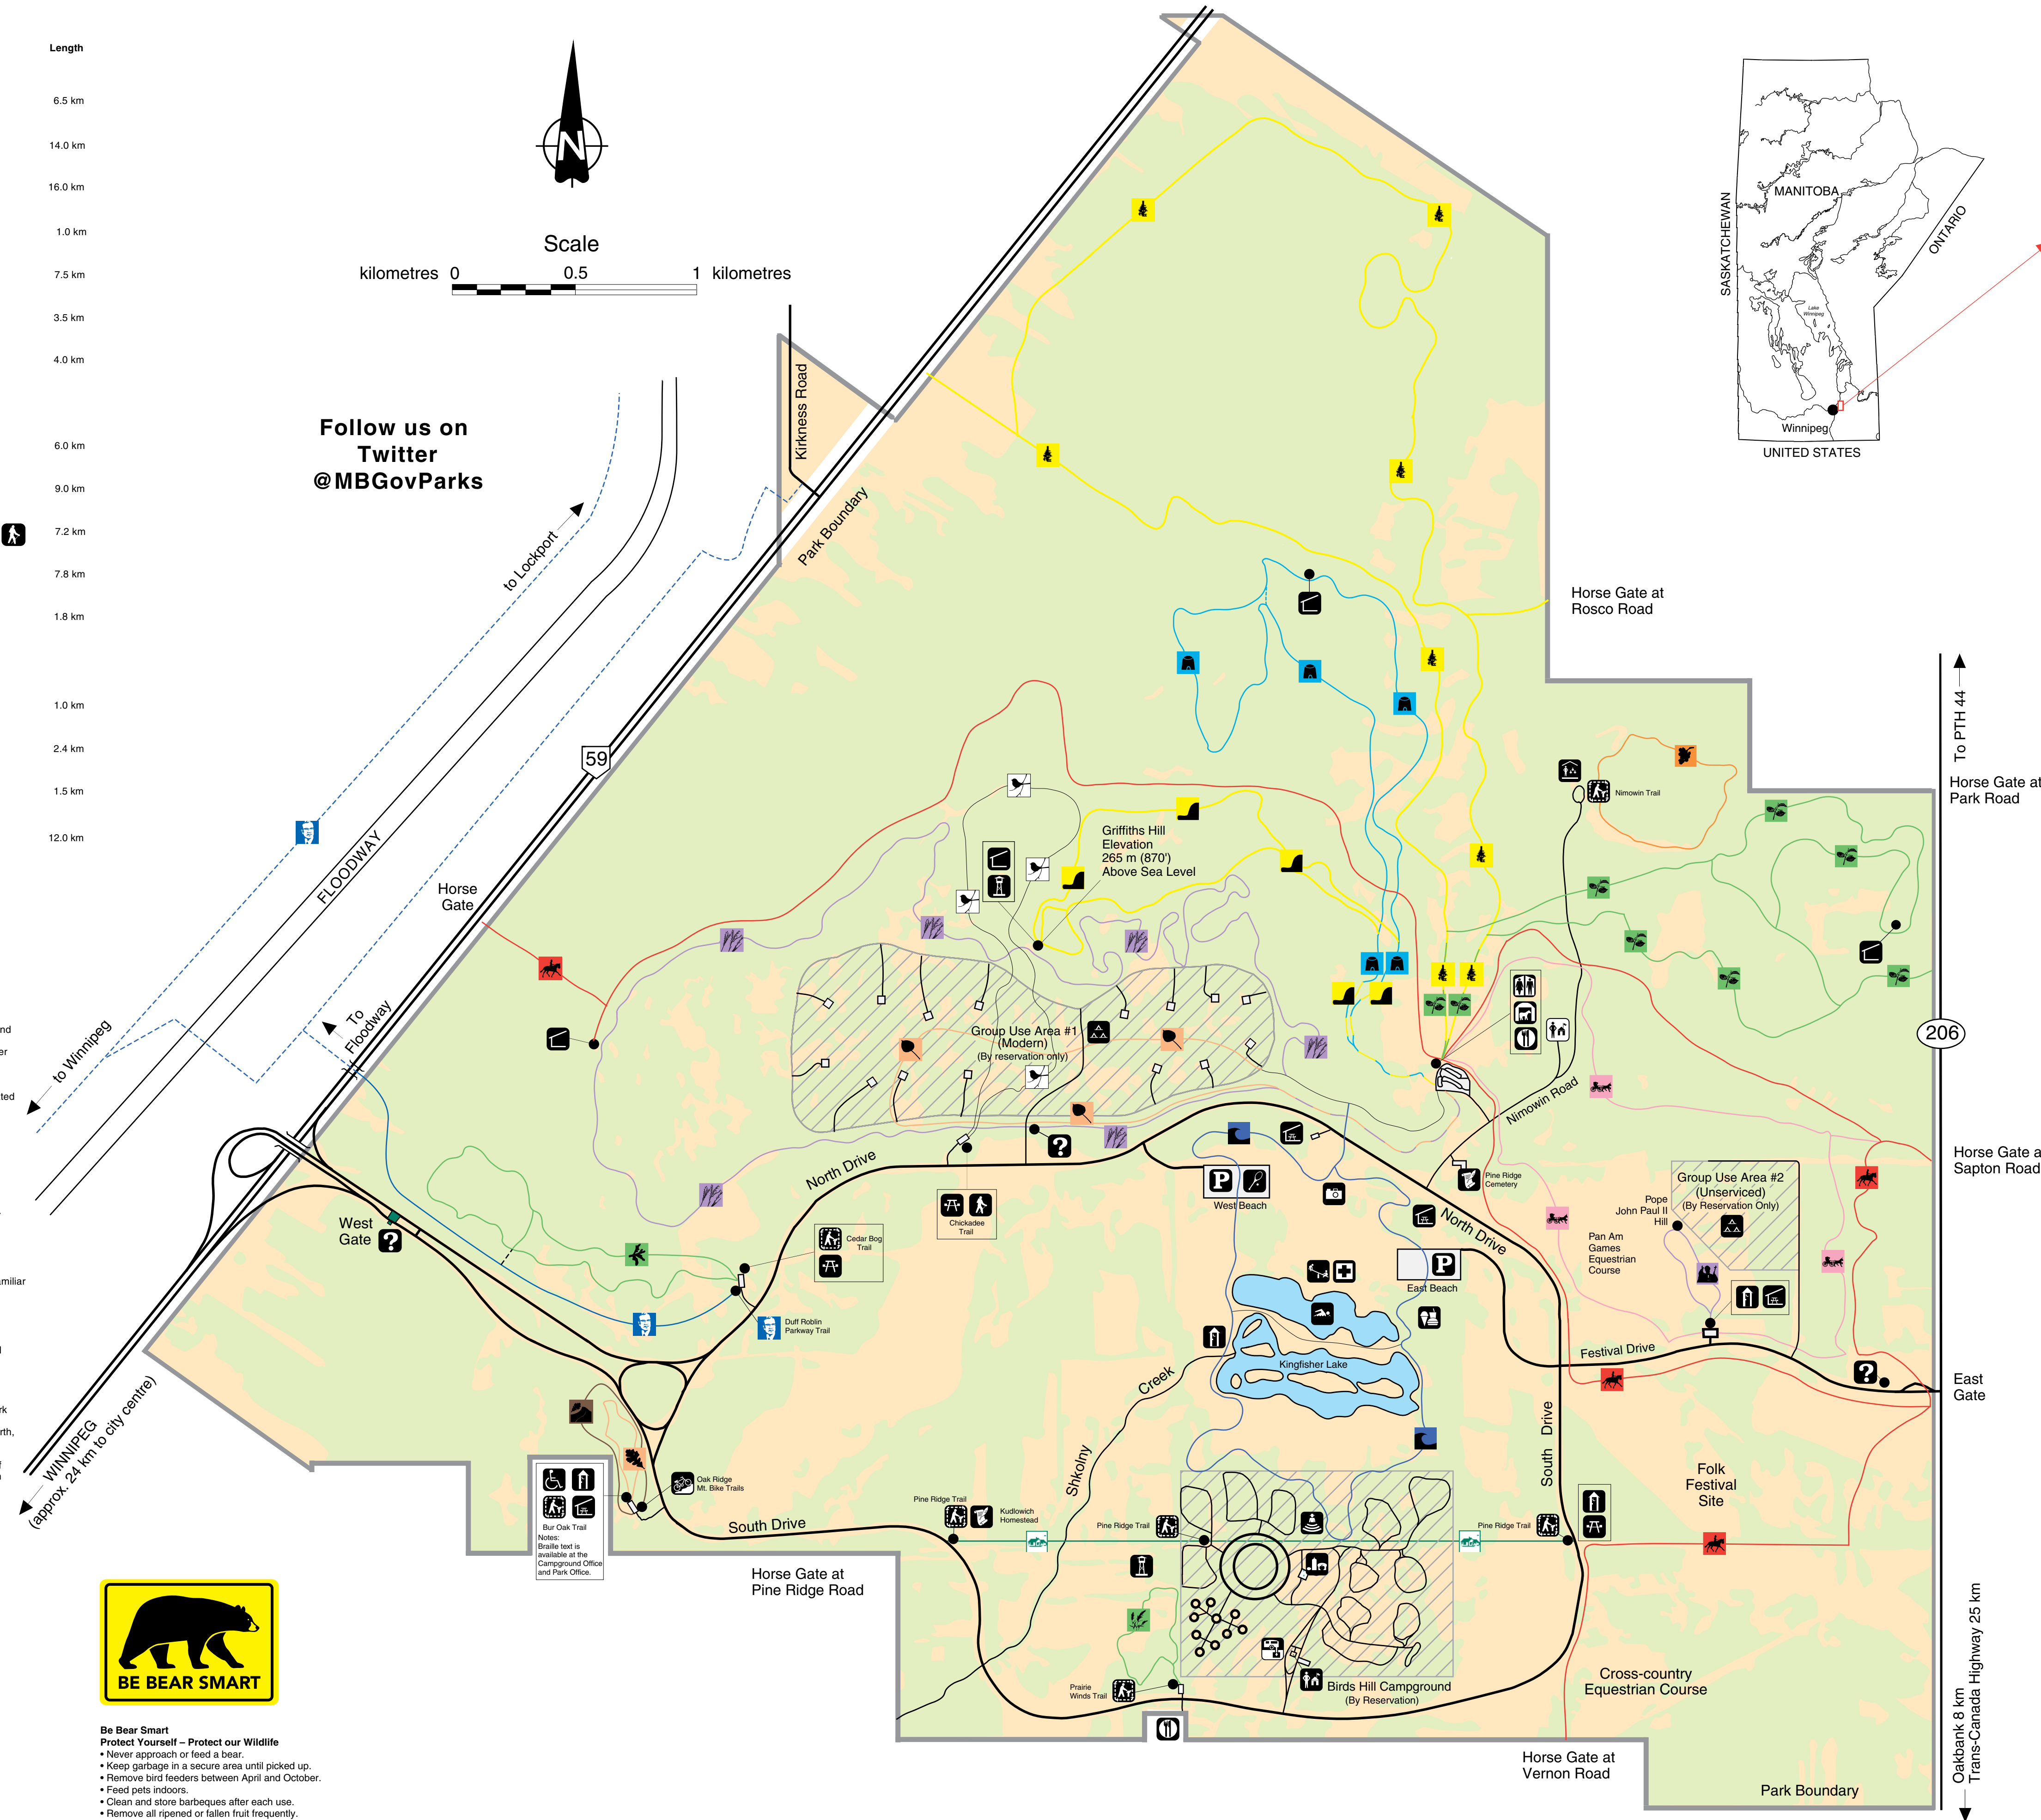 Length
6.5 km
14.0 km
16.0 km
1.0 km
7.5 km
3.5 km
4.0 km
6.0 km
9.0 km
7.2 km
7.8 km
1.8 km
1.0 km
2.4 km
1.5 km
12.0 km
nd
er
ted
amiliar
rk
rth,
N
Scale
kilometres 0 0.5 1 kilometres
Follow us on
Twitter
@MBGovParks
MANITOBA
SASKATCHEWAN
ONTARIO
Lake
Winnipeg
Winnipeg
UNITED STATES
Kirkness Road
Park Boundary
to Lockport
59
FLOODWAY
Horse
Gate
To
Floodway
to Winnipeg
WINNIPEG
(approx. 24 km to city centre)
Horse Gate at
Rosco Road
To PTH 44
Horse Gate at
Park Road
Nimowin Trail
Griffiths Hill
Elevation
265 m (870')
Above Sea Level
Group Use Area #1
(Modern)
(By reservation only)
206
Nimowin Road
Horse Gate a
Sapton Road
Pine Ridge
Cemetery
Group Use Area #2
(Unserviced)
(By Reservation Only)
Pope
John Paul II
Hill
Pan Am
Games
Equestrian
Course
North Drive
?
P
West Beach
Chickadee
Trail
West
Gate
?
Cedar Bog
Trail
Duff Roblin
Parkway Trail
North Drive
P
East Beach
Kingfisher Lake
Festival Drive
?
East
Gate
Creek
Shkolny
South Drive
Folk
Festival
Site
Oak Ridge
Mt. Bike Trails
Bur Oak Trail
Notes:
Braille text is
available at the
Campground Office
and Park Office.
South Drive
Pine Ridge Trail
Kudlowich
Homestead
Pine Ridge Trail
Pine Ridge Trail
Horse Gate at
Pine Ridge Road
Prairie
Winds Trail
Birds Hill Campground
(By Reservation)
Cross-country
Equestrian Course
Horse Gate at
Vernon Road
Park Boundary
Oakbank 8 km
Trans-Canada Highway 25 km
BE BEAR SMART
Be Bear Smart
Protect Yourself – Protect our Wildlife
• Never approach or feed a bear.
• Keep garbage in a secure area until picked up.
• Remove bird feeders between April and October.
• Feed pets indoors.
• Clean and store barbeques after each use.
• Remove all ripened or fallen fruit frequently.